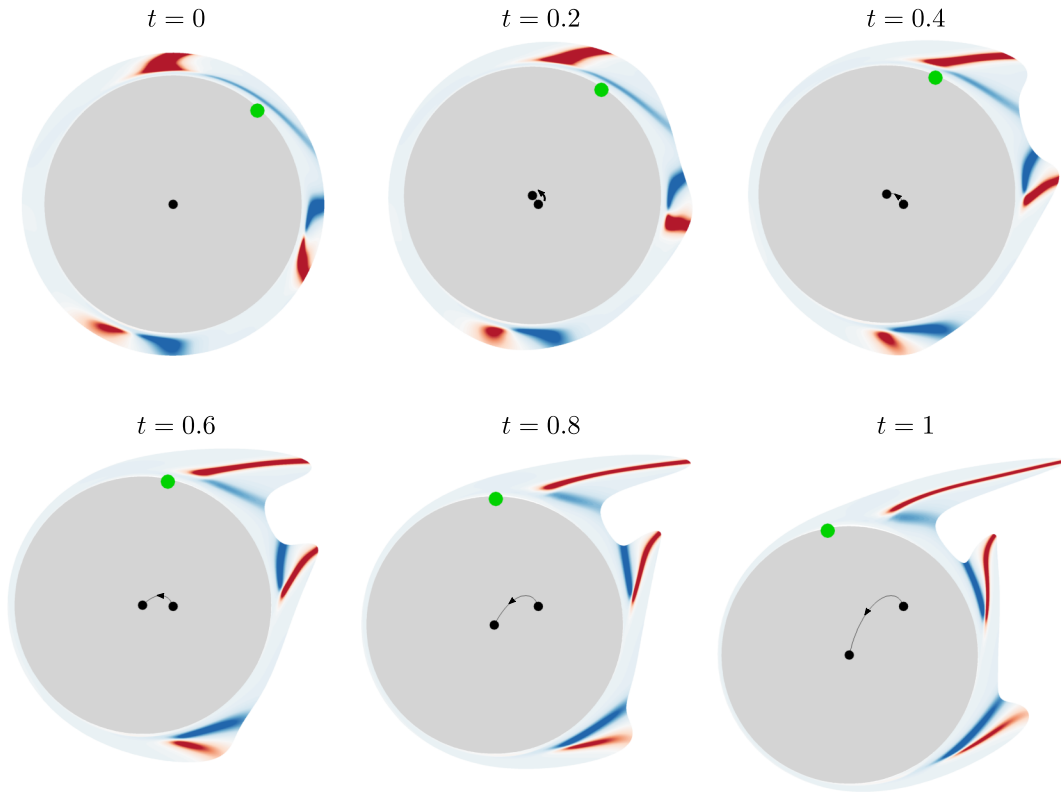 t = 0
t = 0.2
t = 0.4
t = 0.6
t = 0.8
t = 1